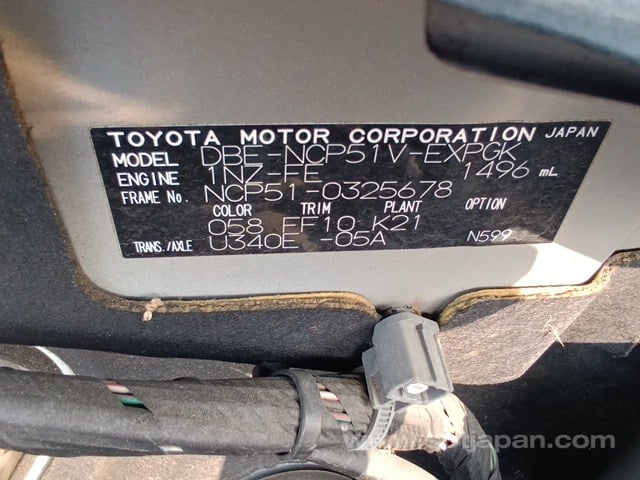 TOYOTA MOTOR CORPORATION JAPAN
MODEL DBE-NCP51V-EXPGK
ENGINE 1NZ-FE 1496 mL
FRAME No. NCP51-0325678
COLOR TRIM PLANT OPTION
058 FF10 K21
TRANS./AXLE U340E -05A N599
japan.com